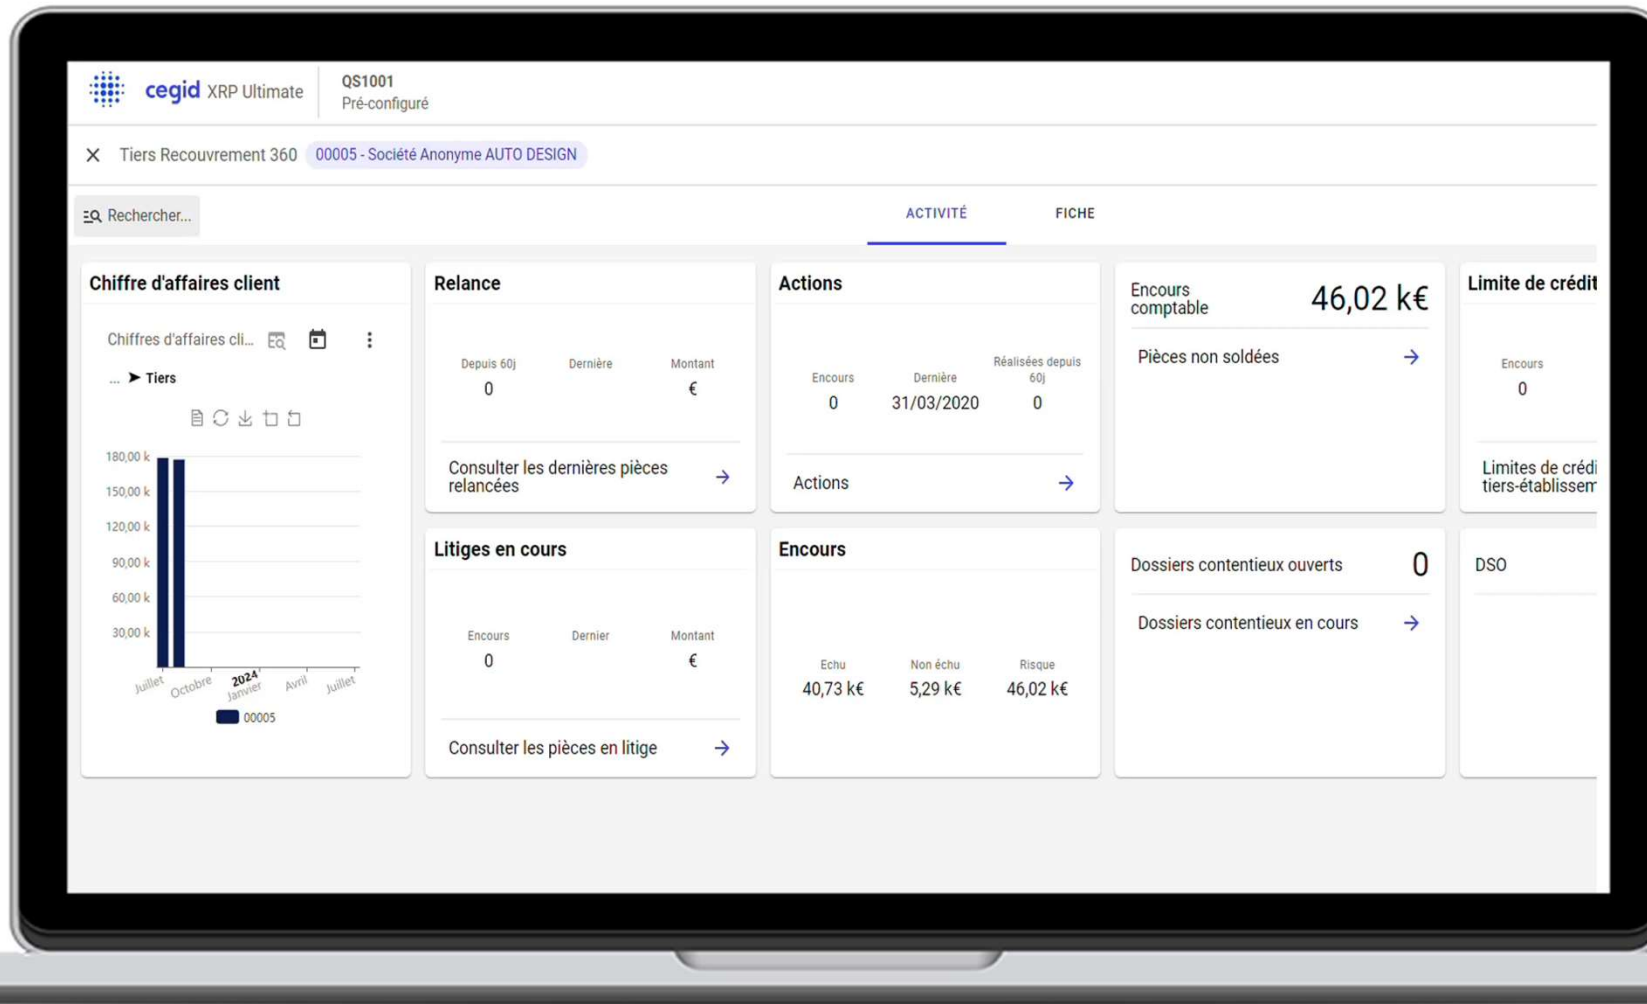 cegid XRP Ultimate
QS1001
Pré-configuré
Tiers Recouvrement 360
00005 - Société Anonyme AUTO DESIGN
Rechercher...
ACTIVITÉ
FICHE
Chiffre d'affaires client
Chiffres d'affaires cli...
... ➤ Tiers
180,00 k
150,00 k
120,00 k
90,00 k
60,00 k
30,00 k
Juillet
Octobre
2024
Janvier
Avril
Juillet
00005
Relance
Depuis 60j
Dernière
Montant
0
€
Consulter les dernières pièces
relancées
Actions
Encours
Dernière
Réalisées depuis
60j
0
31/03/2020
0
Actions
Encours
comptable
46,02 k€
Pièces non soldées
Limite de crédit
Encours
0
Limites de crédi
tiers-établissem
Litiges en cours
Encours
Dernier
Montant
0
€
Consulter les pièces en litige
Encours
Echu
Non échu
Risque
40,73 k€
5,29 k€
46,02 k€
Dossiers contentieux ouverts
0
Dossiers contentieux en cours
DSO